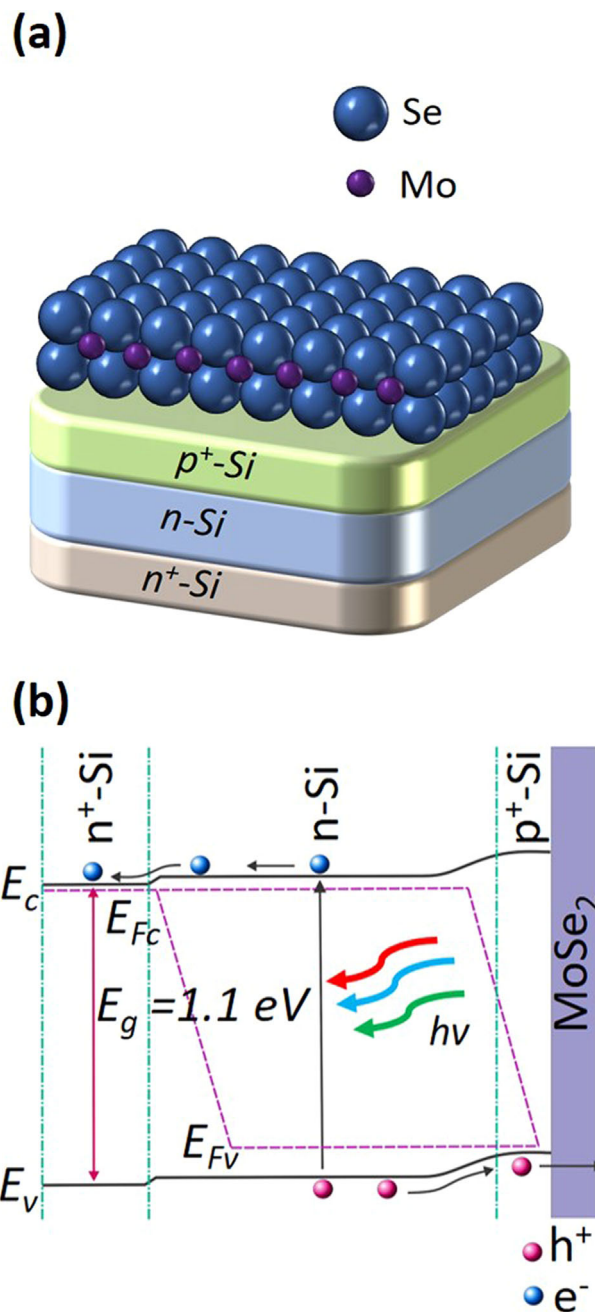 (a)
Se
Mo
p⁺-Si
n-Si
n⁺-Si
(b)
n⁺-Si
n-Si
p⁺-Si
E_c
E_Fc
MoSe₂
E_g =1.1 eV
hν
E_Fv
E_v
h⁺
e⁻